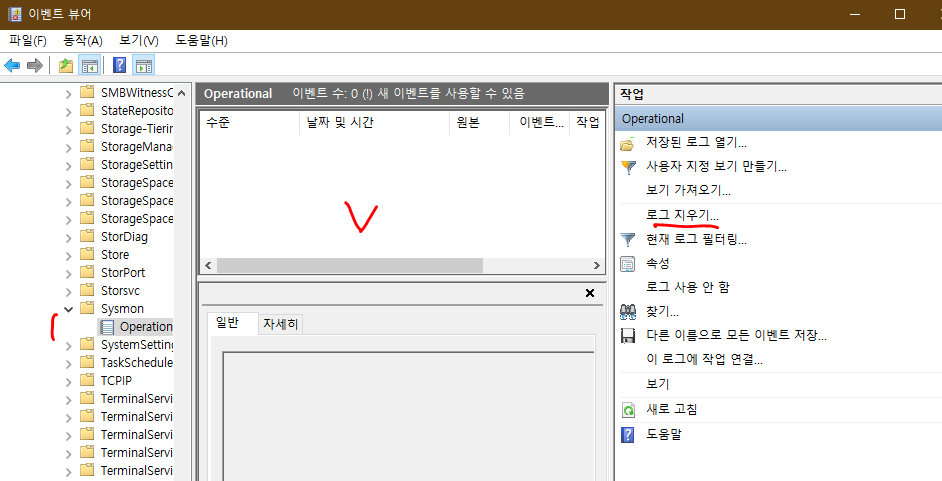 이벤트 뷰어
파일(F) 동작(A) 보기(V) 도움말(H)
SMBWitnessC
StateReposito
Storage-Tierin
StorageManag
StorageSettin
StorageSpace
StorageSpace
StorageSpace
StorDiag
Store
StorPort
Storsvc
Sysmon
Operation
SystemSetting
TaskSchedule
TCPIP
TerminalServi
TerminalServi
TerminalServi
TerminalServi
TerminalServi
Operational 이벤트 수: 0 (!) 새 이벤트를 사용할 수 있음
수준 날짜 및 시간 원본 이벤트... 작업
일반 자세히
작업
Operational
저장된 로그 열기...
사용자 지정 보기 만들기...
보기 가져오기...
로그 지우기...
현재 로그 필터링...
속성
로그 사용 안 함
찾기...
다른 이름으로 모든 이벤트 저장...
이 로그에 작업 연결...
보기
새로 고침
도움말